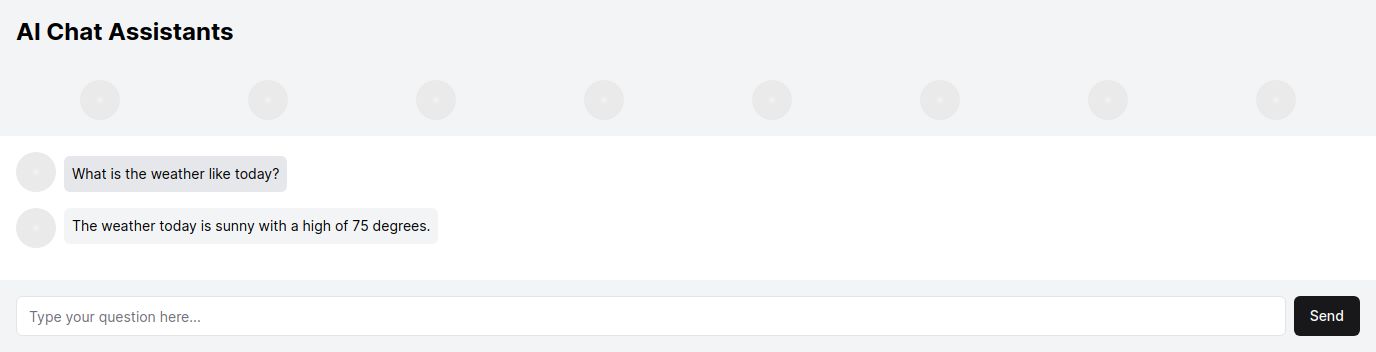 AI Chat Assistants
What is the weather like today?
The weather today is sunny with a high of 75 degrees.
Type your question here...
Send